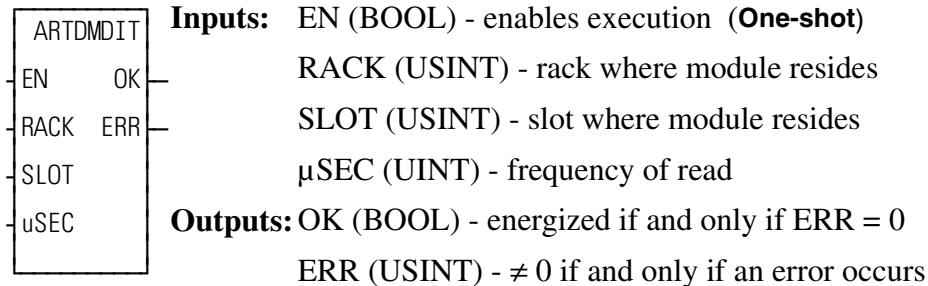 ARTDMDIT
EN OK
RACK ERR
SLOT
uSEC
Inputs: EN (BOOL) - enables execution (One-shot)
RACK (USINT) - rack where module resides
SLOT (USINT) - slot where module resides
µSEC (UINT) - frequency of read
Outputs: OK (BOOL) - energized if and only if ERR = 0
ERR (USINT) - ≠ 0 if and only if an error occurs